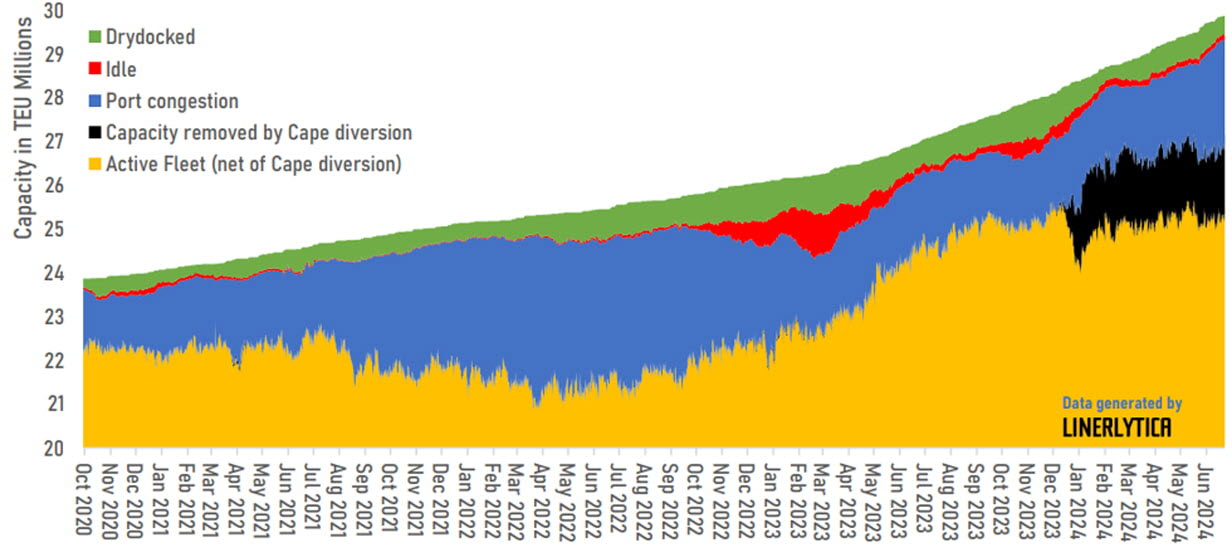 Capacity in TEU Millions
30
29
28
27
26
25
24
23
22
21
20
Drydocked
Idle
Port congestion
Capacity removed by Cape diversion
Active Fleet (net of Cape diversion)
Data generated by
LINERLYTICA
Oct 2020
Nov 2020
Dec 2020
Jan 2021
Feb 2021
Mar 2021
Apr 2021
May 2021
Jun 2021
Jul 2021
Aug 2021
Sep 2021
Oct 2021
Nov 2021
Dec 2021
Jan 2022
Feb 2022
Mar 2022
Apr 2022
May 2022
Jun 2022
Jul 2022
Aug 2022
Sep 2022
Oct 2022
Nov 2022
Dec 2022
Jan 2023
Feb 2023
Mar 2023
Apr 2023
May 2023
Jun 2023
Jul 2023
Aug 2023
Sep 2023
Oct 2023
Nov 2023
Dec 2023
Jan 2024
Feb 2024
Mar 2024
Apr 2024
May 2024
Jun 2024